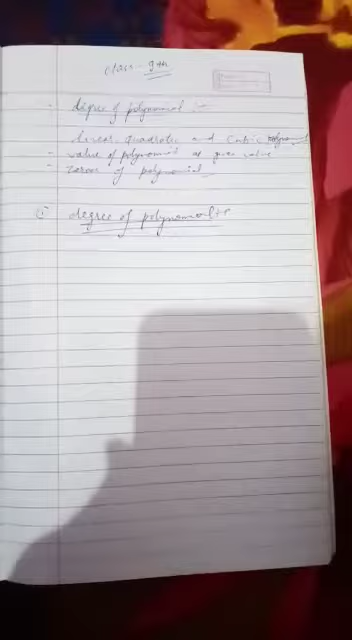 class - 9th
- degree of polynomial :-
linear, quadratic and cubic polynomial
- value of polynomial at given value
- zeroes of polynomial
① degree of polynomial :-